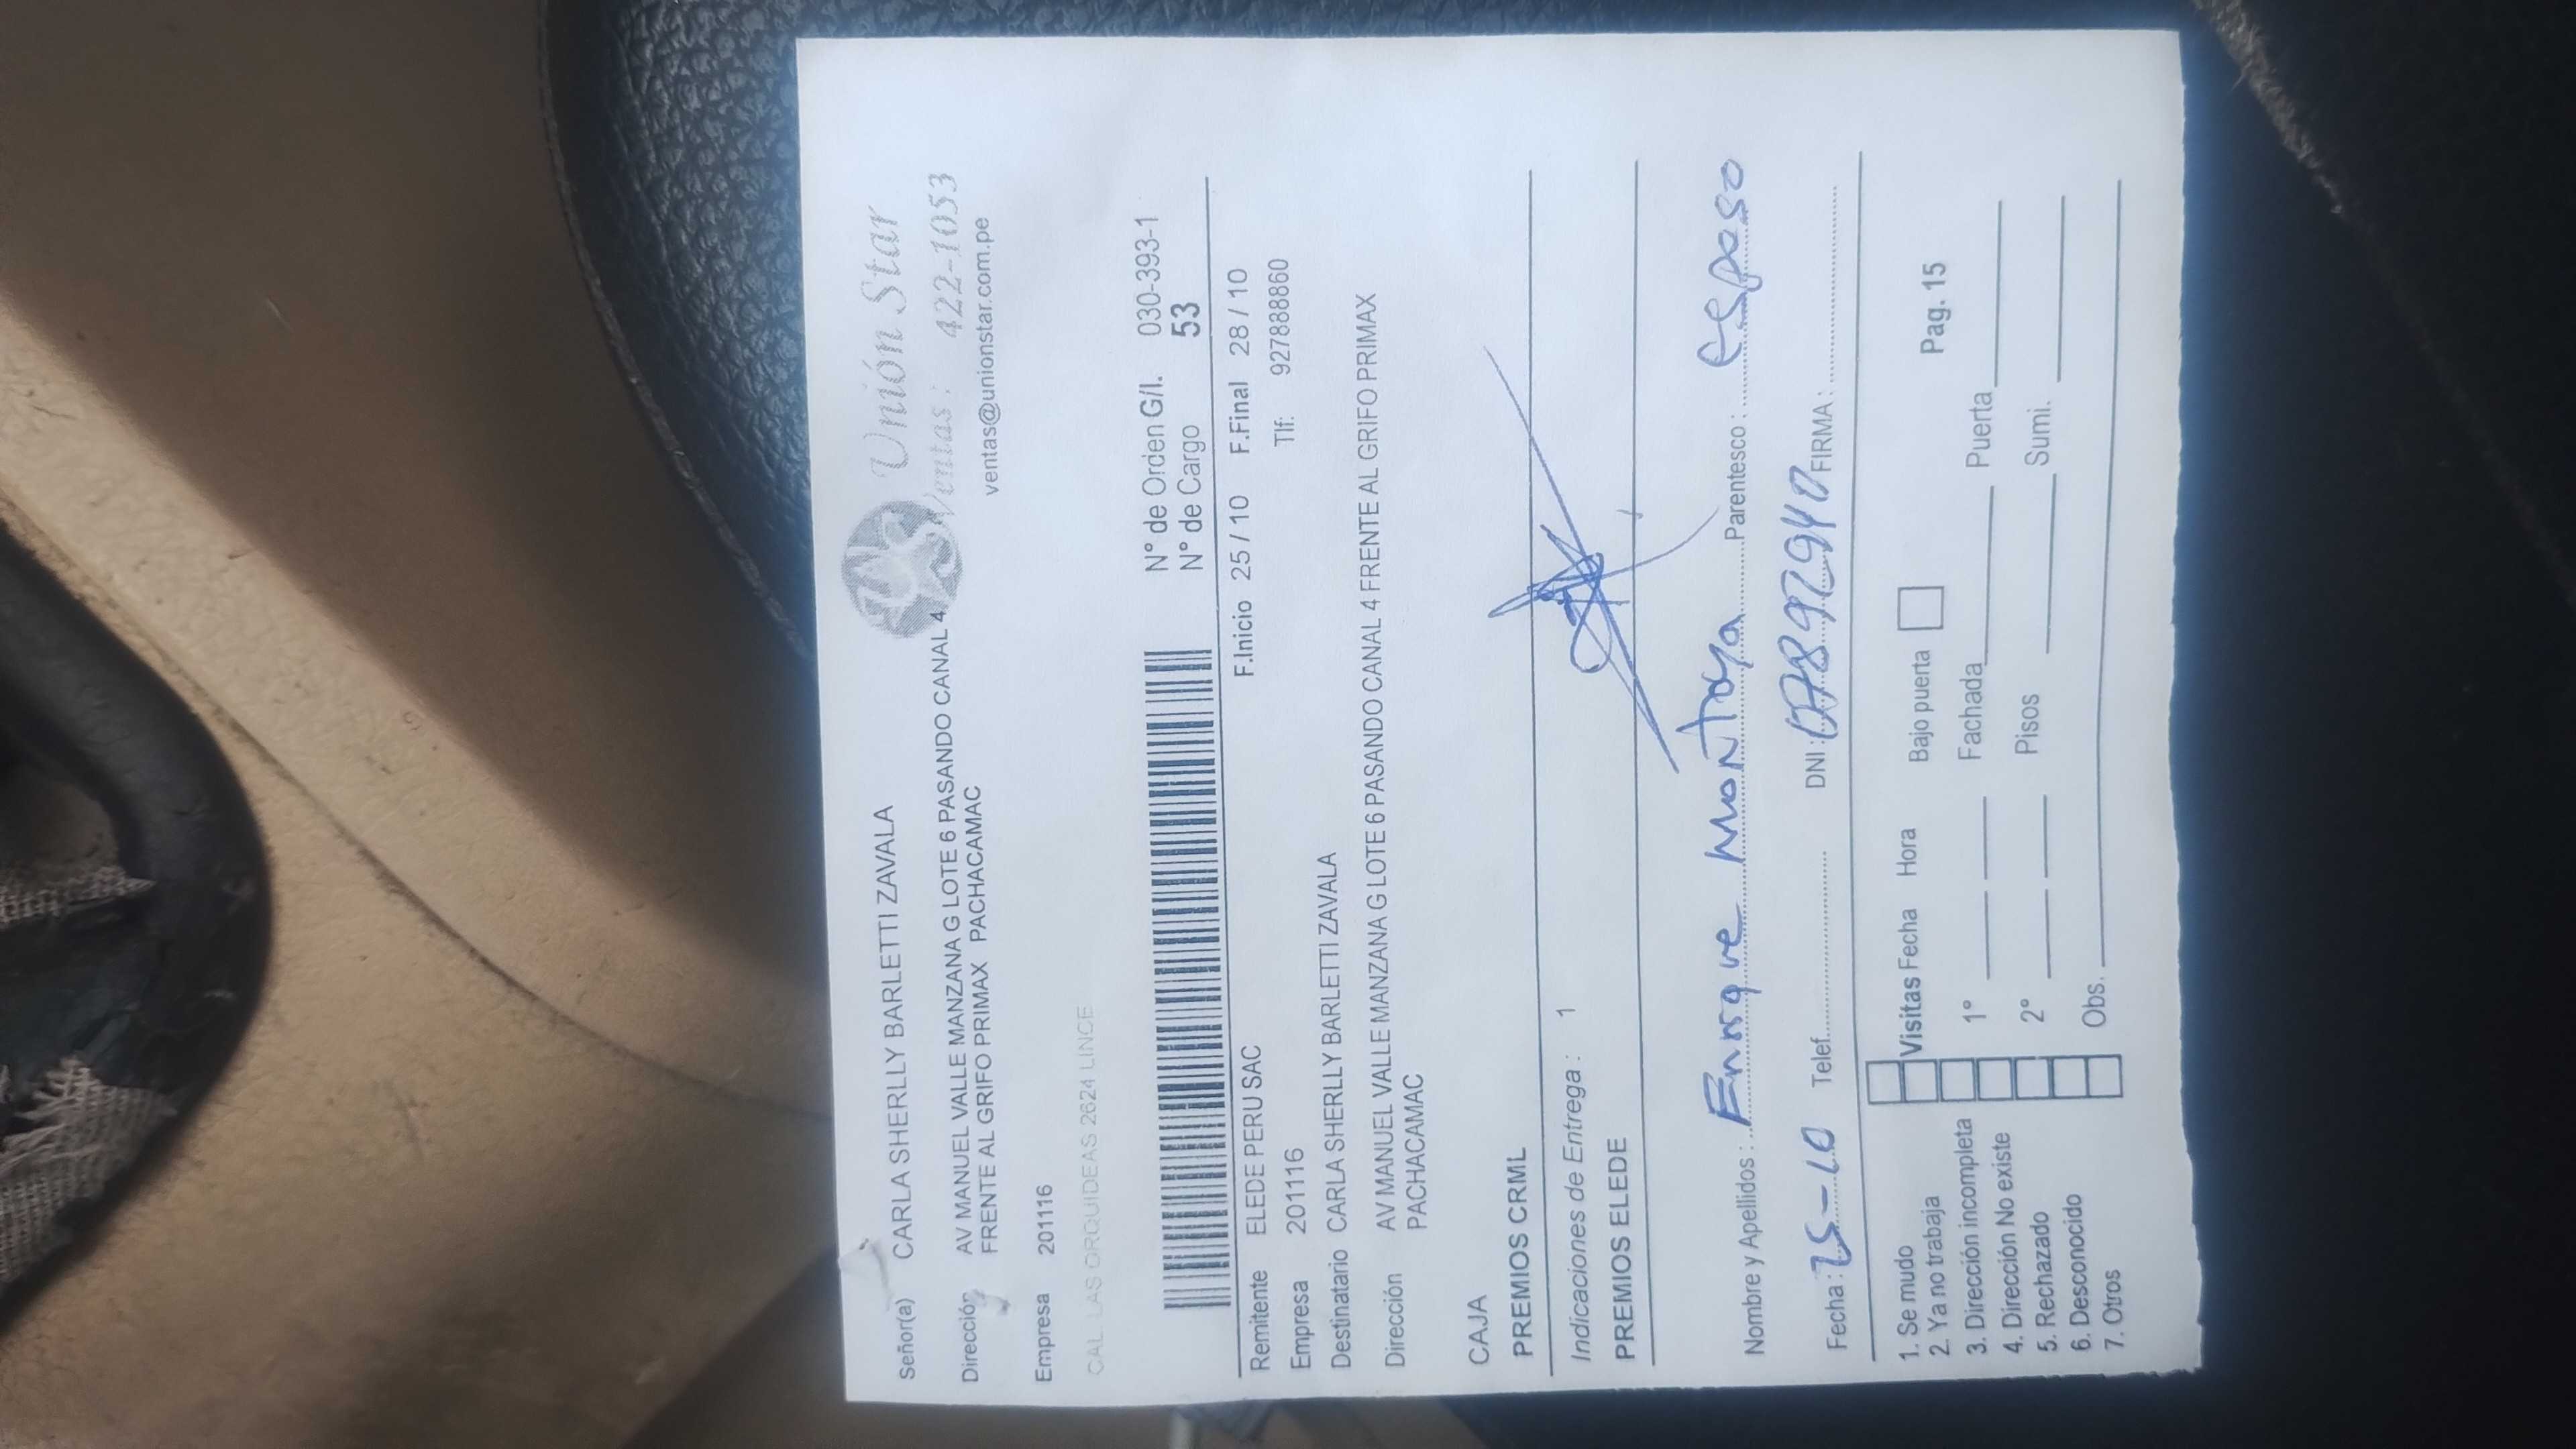 Unión Star
Ventas: 422-1053
ventas@unionstar.com.pe
Señor(a) CARLA SHERLLY BARLETTI ZAVALA
Dirección AV MANUEL VALLE MANZANA G LOTE 6 PASANDO CANAL 4
FRENTE AL GRIFO PRIMAX PACHACAMAC
Empresa 201116
CAL. LAS ORQUIDEAS 2624 LINCE
N° de Orden G/I. 030-393-1
N° de Cargo 53
Remitente ELEDE PERU SAC F.Inicio 25 / 10 F.Final 28 / 10
Empresa 201116 Tlf: 927888860
Destinatario CARLA SHERLLY BARLETTI ZAVALA
Dirección AV MANUEL VALLE MANZANA G LOTE 6 PASANDO CANAL 4 FRENTE AL GRIFO PRIMAX
PACHACAMAC
CAJA
PREMIOS CRML
Indicaciones de Entrega : 1
PREMIOS ELEDE
Nombre y Apellidos : Enrique Montoya Parentesco : esposo
Fecha : 25-10 Telef. DNI : 07897940 FIRMA :
1. Se mudo Visitas Fecha Hora Bajo puerta Pag. 15
2. Ya no trabaja
3. Dirección incompleta 1° Fachada Puerta
4. Dirección No existe
5. Rechazado 2° Pisos Sumi.
6. Desconocido
7. Otros Obs.